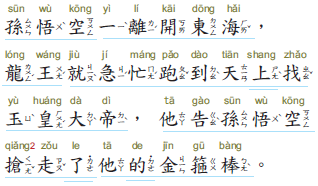 sūn wù kōng yì lí kāi dōng hǎi
孫悟空一離開東海，
lóng wáng jiù jí máng pǎo dào tiān shang zhǎo
龍王就急忙跑到天上找
yù huáng dà dì tā gào sūn wù kōng
玉皇大帝，他告孫悟空
qiǎng2 zǒu le tā de jīn gū bàng
搶走了他的金箍棒。